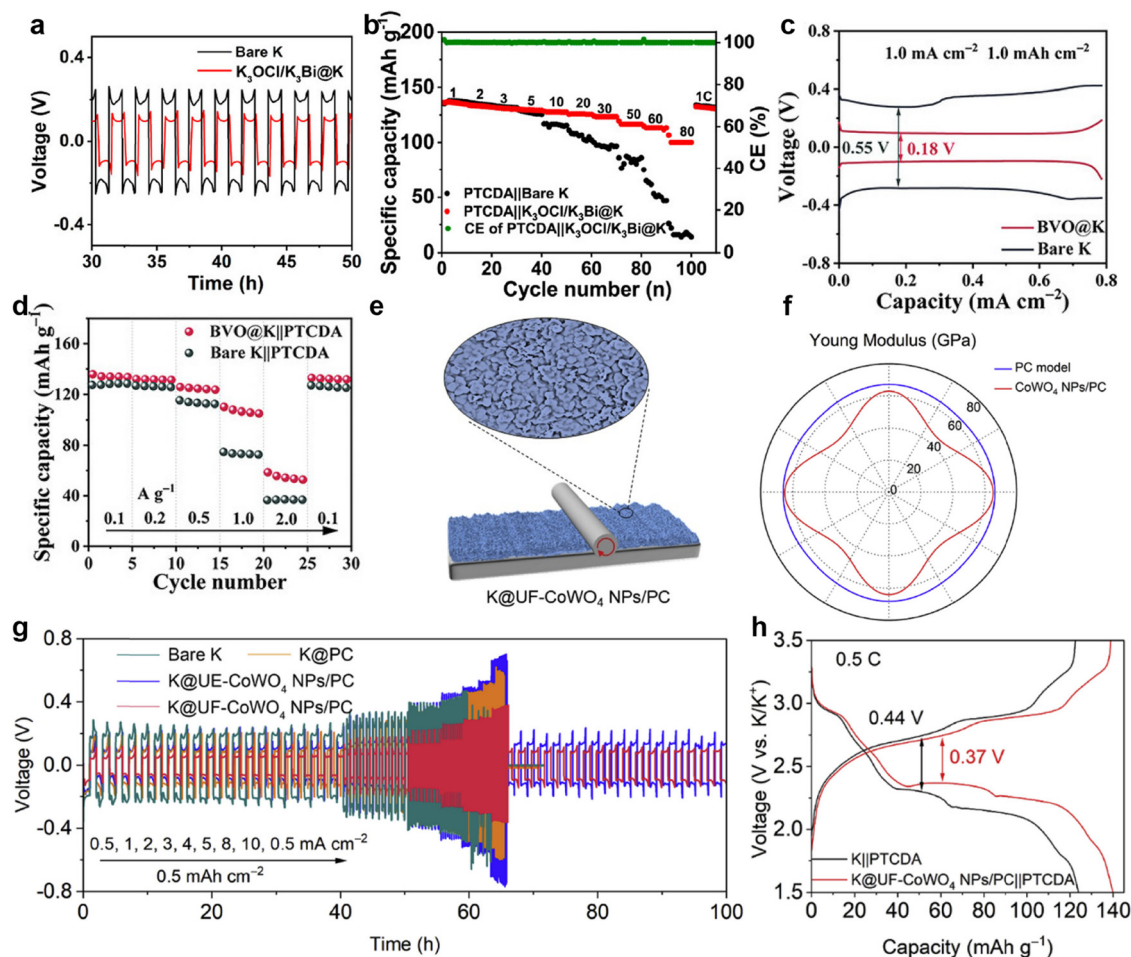 a
0.4
0.0
-0.4
Voltage (V)
Bare K
K₃OCl/K₃Bi@K
30 35 40 45 50
Time (h)
b
200
150
100
50
0
Specific capacity (mAh g⁻¹)
1 2 3 5 10 20 30 50 60 80 1C
PTCDA||Bare K
PTCDA||K₃OCl/K₃Bi@K
CE of PTCDA||K₃OCl/K₃Bi@K
100
80
60
40
20
0
CE (%)
0 20 40 60 80 100
Cycle number (n)
c
0.8
0.4
0.0
-0.4
-0.8
Voltage (V)
1.0 mA cm⁻² 1.0 mAh cm⁻²
0.55 V
0.18 V
BVO@K
Bare K
0.0 0.2 0.4 0.6 0.8
Capacity (mA cm⁻²)
d
160
120
80
40
0
Specific capacity (mAh g⁻¹)
BVO@K||PTCDA
Bare K||PTCDA
A g⁻¹
0.1 0.2 0.5 1.0 2.0 0.1
0 5 10 15 20 25 30
Cycle number
e
K@UF-CoWO₄ NPs/PC
f
Young Modulus (GPa)
PC model
CoWO₄ NPs/PC
80
60
40
20
0
g
0.8
0.4
0.0
-0.4
-0.8
Voltage (V)
Bare K
K@PC
K@UE-CoWO₄ NPs/PC
K@UF-CoWO₄ NPs/PC
0.5, 1, 2, 3, 4, 5, 8, 10, 0.5 mA cm⁻²
0.5 mAh cm⁻²
0 20 40 60 80 100
Time (h)
h
3.5
3.0
2.5
2.0
1.5
Voltage (V vs. K/K⁺)
0.5 C
0.44 V
0.37 V
K||PTCDA
K@UF-CoWO₄ NPs/PC||PTCDA
0 20 40 60 80 100 120 140
Capacity (mAh g⁻¹)